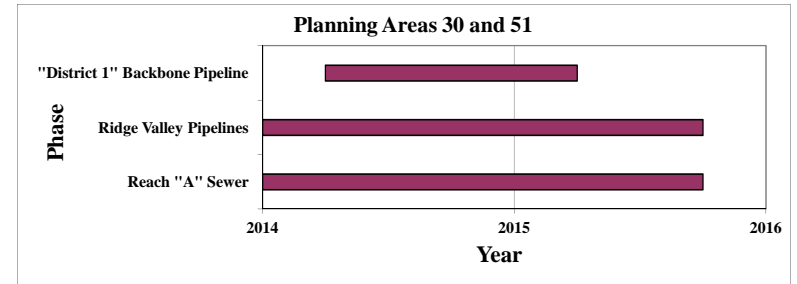 Planning Areas 30 and 51
"District 1" Backbone Pipeline
Ridge Valley Pipelines
Reach "A" Sewer
Phase
2014 2015 2016
Year